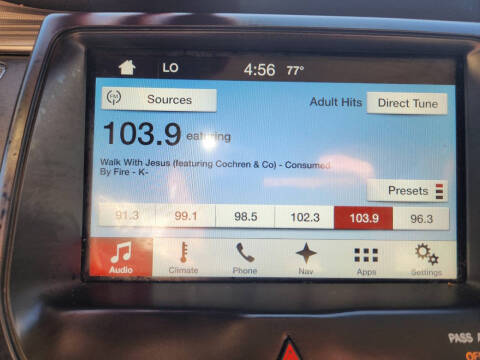 LO 4:56 77°
FM Sources Adult Hits Direct Tune
103.9 eaturing
Walk With Jesus (featuring Cochren & Co) - Consumed
By Fire - K-
Presets
91.3 99.1 98.5 102.3 103.9 96.3
Audio Climate Phone Nav Apps Settings
PASS